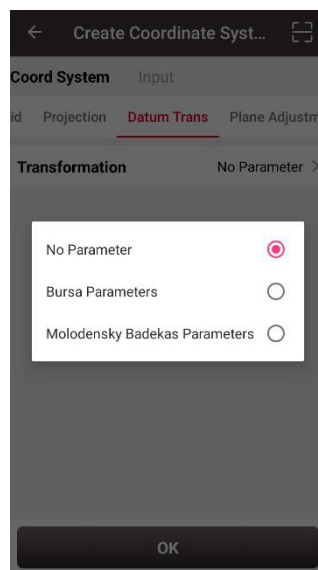 Create Coordinate Syst...
Coord System Input
id Projection Datum Trans Plane Adjustm
Transformation No Parameter
No Parameter
Bursa Parameters
Molodensky Badekas Parameters
OK